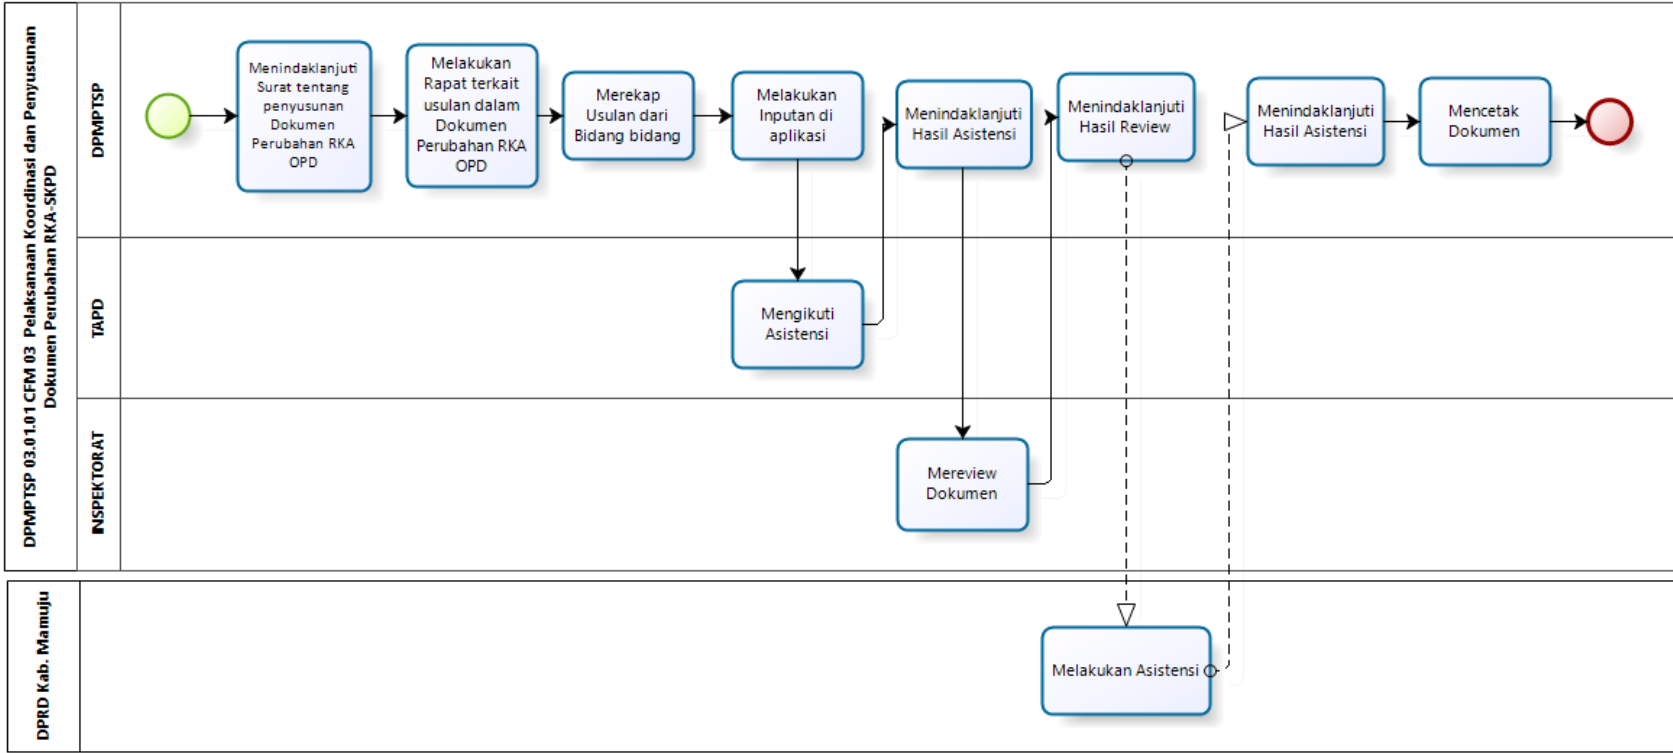 DPMPTSP 03.01.01 CFM 03 Pelaksanaan Koordinasi dan Penyusunan
Dokumen Perubahan RKA-SKPD
DPMPTSP
Menindaklanjuti
Surat tentang
penyusunan
Dokumen
Perubahan RKA
OPD
Melakukan
Rapat terkait
usulan dalam
Dokumen
Perubahan RKA
OPD
Merekap
Usulan dari
Bidang bidang
Melakukan
Inputan di
aplikasi
Menindaklanjuti
Hasil Asistensi
Menindaklanjuti
Hasil Review
Menindaklanjuti
Hasil Asistensi
Mencetak
Dokumen
TAPD
Mengikuti
Asistensi
INSPEKTORAT
Mereview
Dokumen
DPRD Kab. Mamuju
Melakukan Asistensi